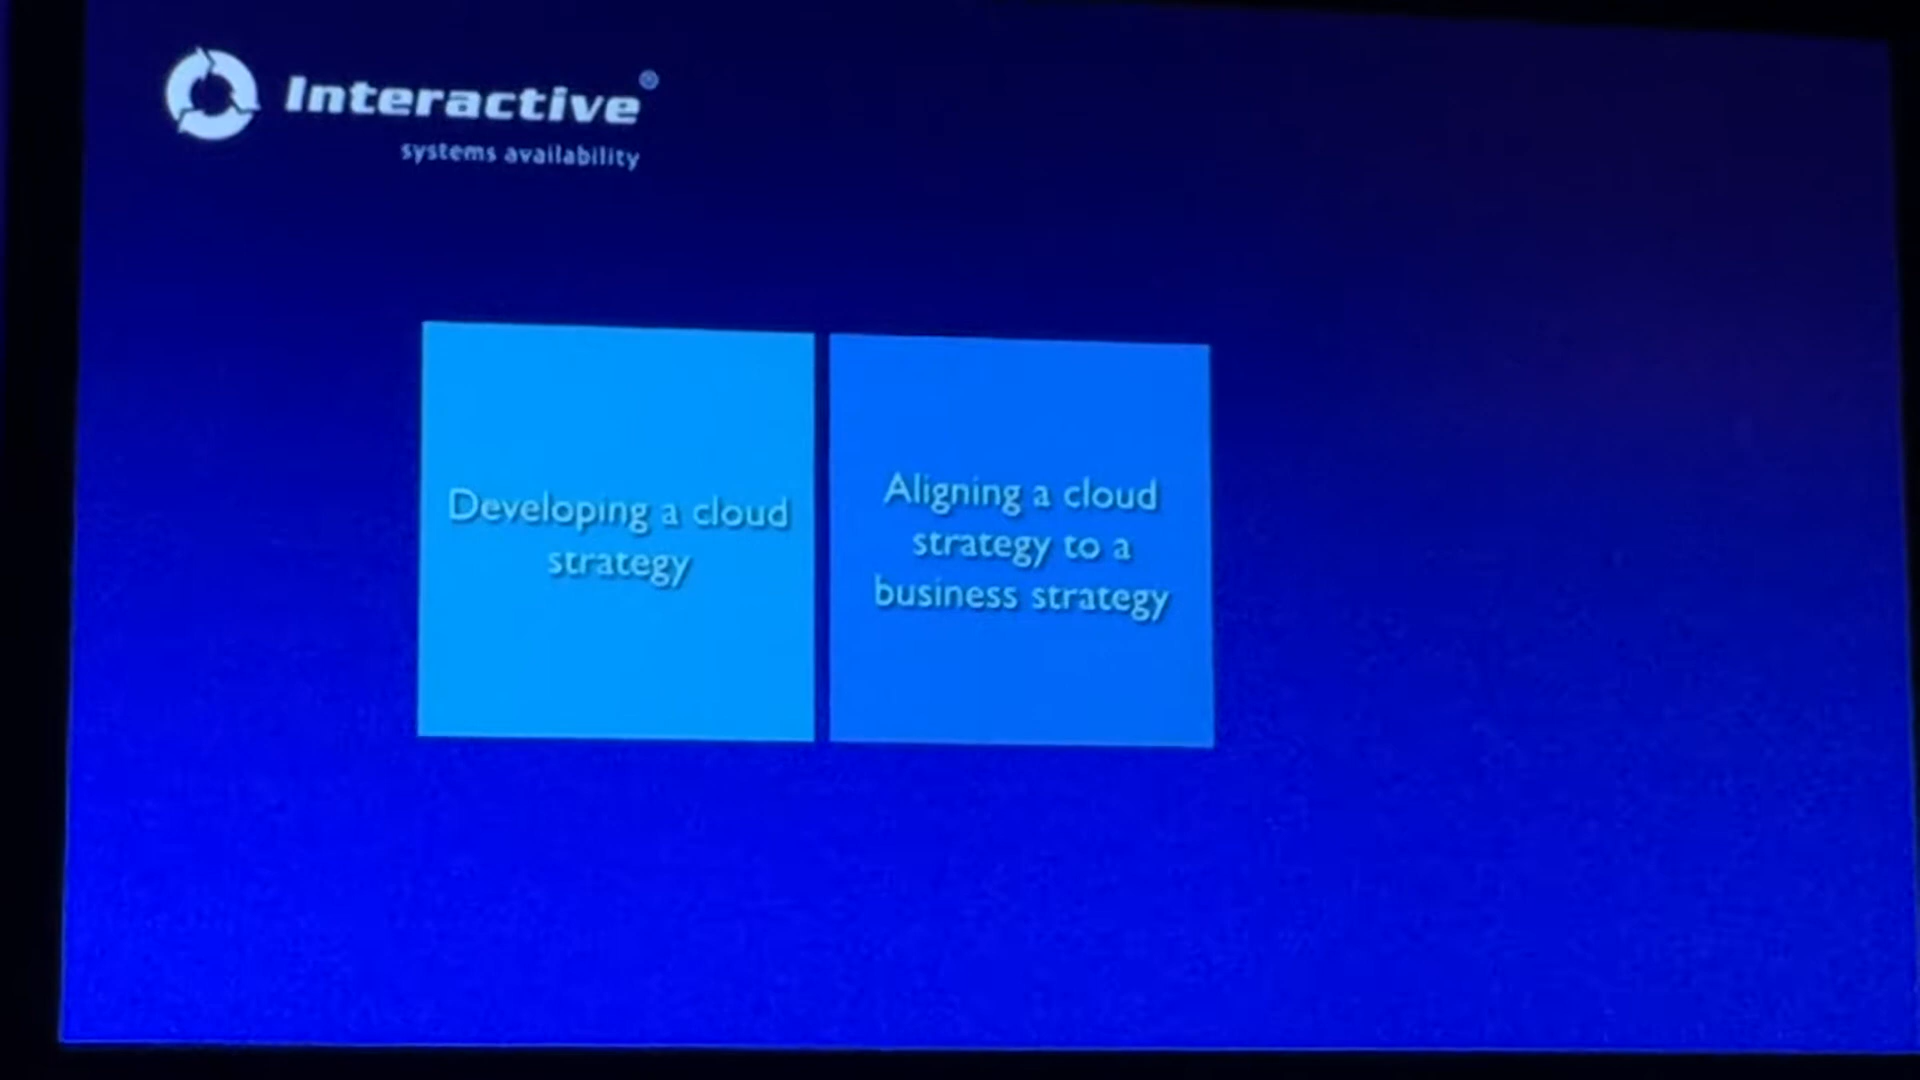 Interactive®
systems availability
Developing a cloud
strategy
Aligning a cloud
strategy to a
business strategy